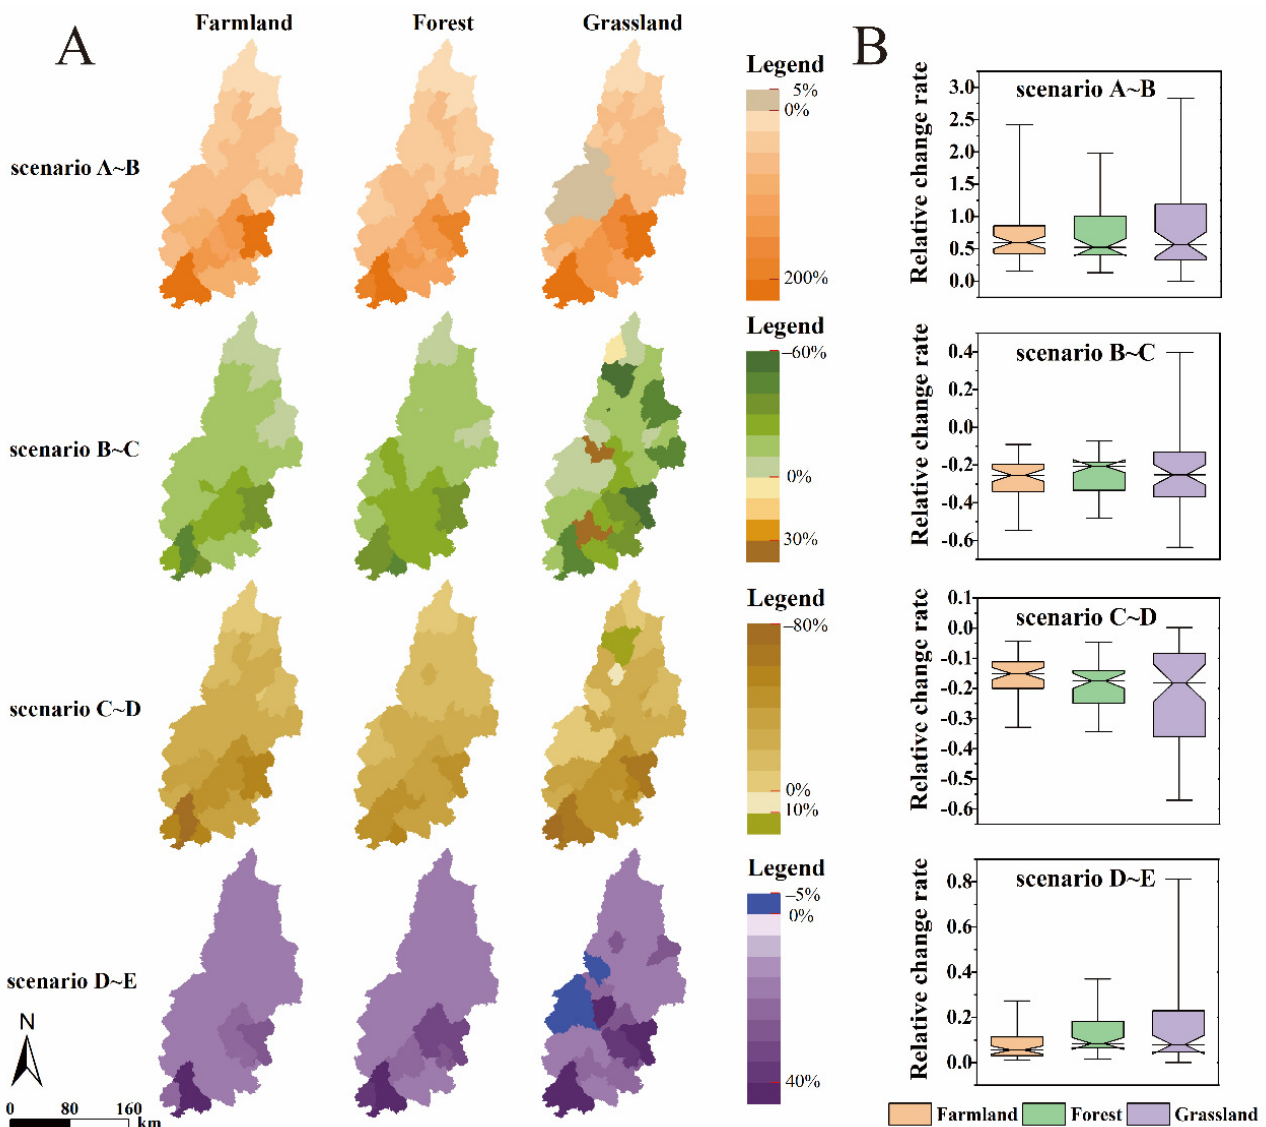 A
Farmland
Forest
Grassland
B
scenario A~B
Legend
5%
0%
200%
scenario A~B
Relative change rate
3.0
2.5
2.0
1.5
1.0
0.5
0.0
scenario B~C
Legend
–60%
0%
30%
scenario B~C
Relative change rate
0.4
0.2
0.0
-0.2
-0.4
-0.6
scenario C~D
Legend
–80%
0%
10%
scenario C~D
Relative change rate
0.1
0.0
-0.1
-0.2
-0.3
-0.4
-0.5
-0.6
scenario D~E
Legend
–5%
0%
40%
scenario D~E
Relative change rate
0.8
0.6
0.4
0.2
0.0
N
0 80 160
km
Farmland Forest Grassland